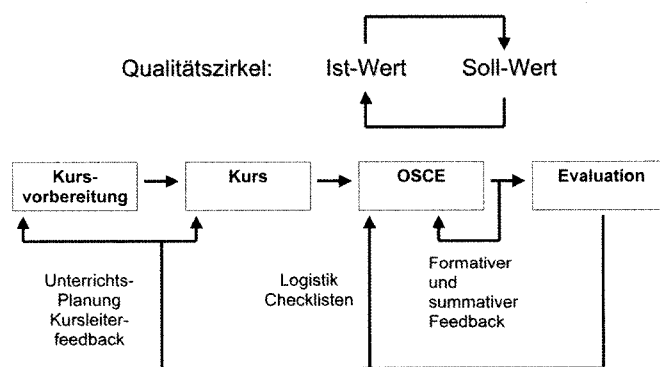 Qualitätszirkel: Ist-Wert Soll-Wert
Kurs-
vorbereitung
Kurs
OSCE
Evaluation
Unterrichts-
Planung
Kursleiter-
feedback
Logistik
Checklisten
Formativer
und
summativer
Feedback